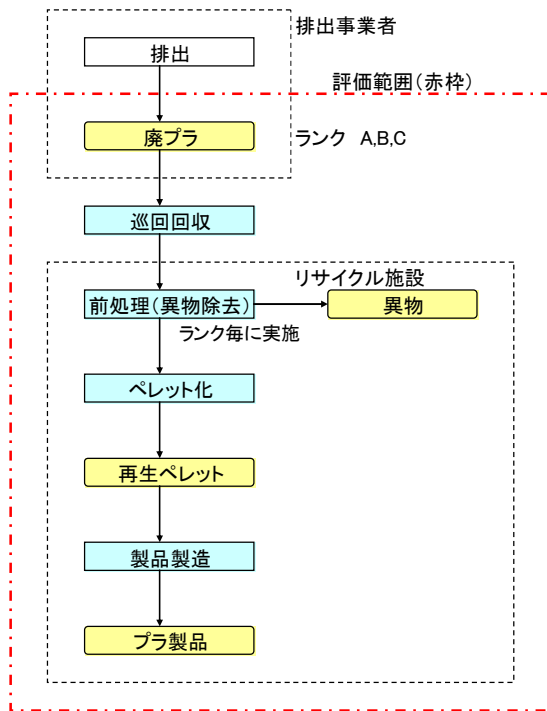 排出事業者
排出
評価範囲(赤枠)
廃プラ
ランク A,B,C
巡回回収
リサイクル施設
前処理(異物除去)
異物
ランク毎に実施
ペレット化
再生ペレット
製品製造
プラ製品